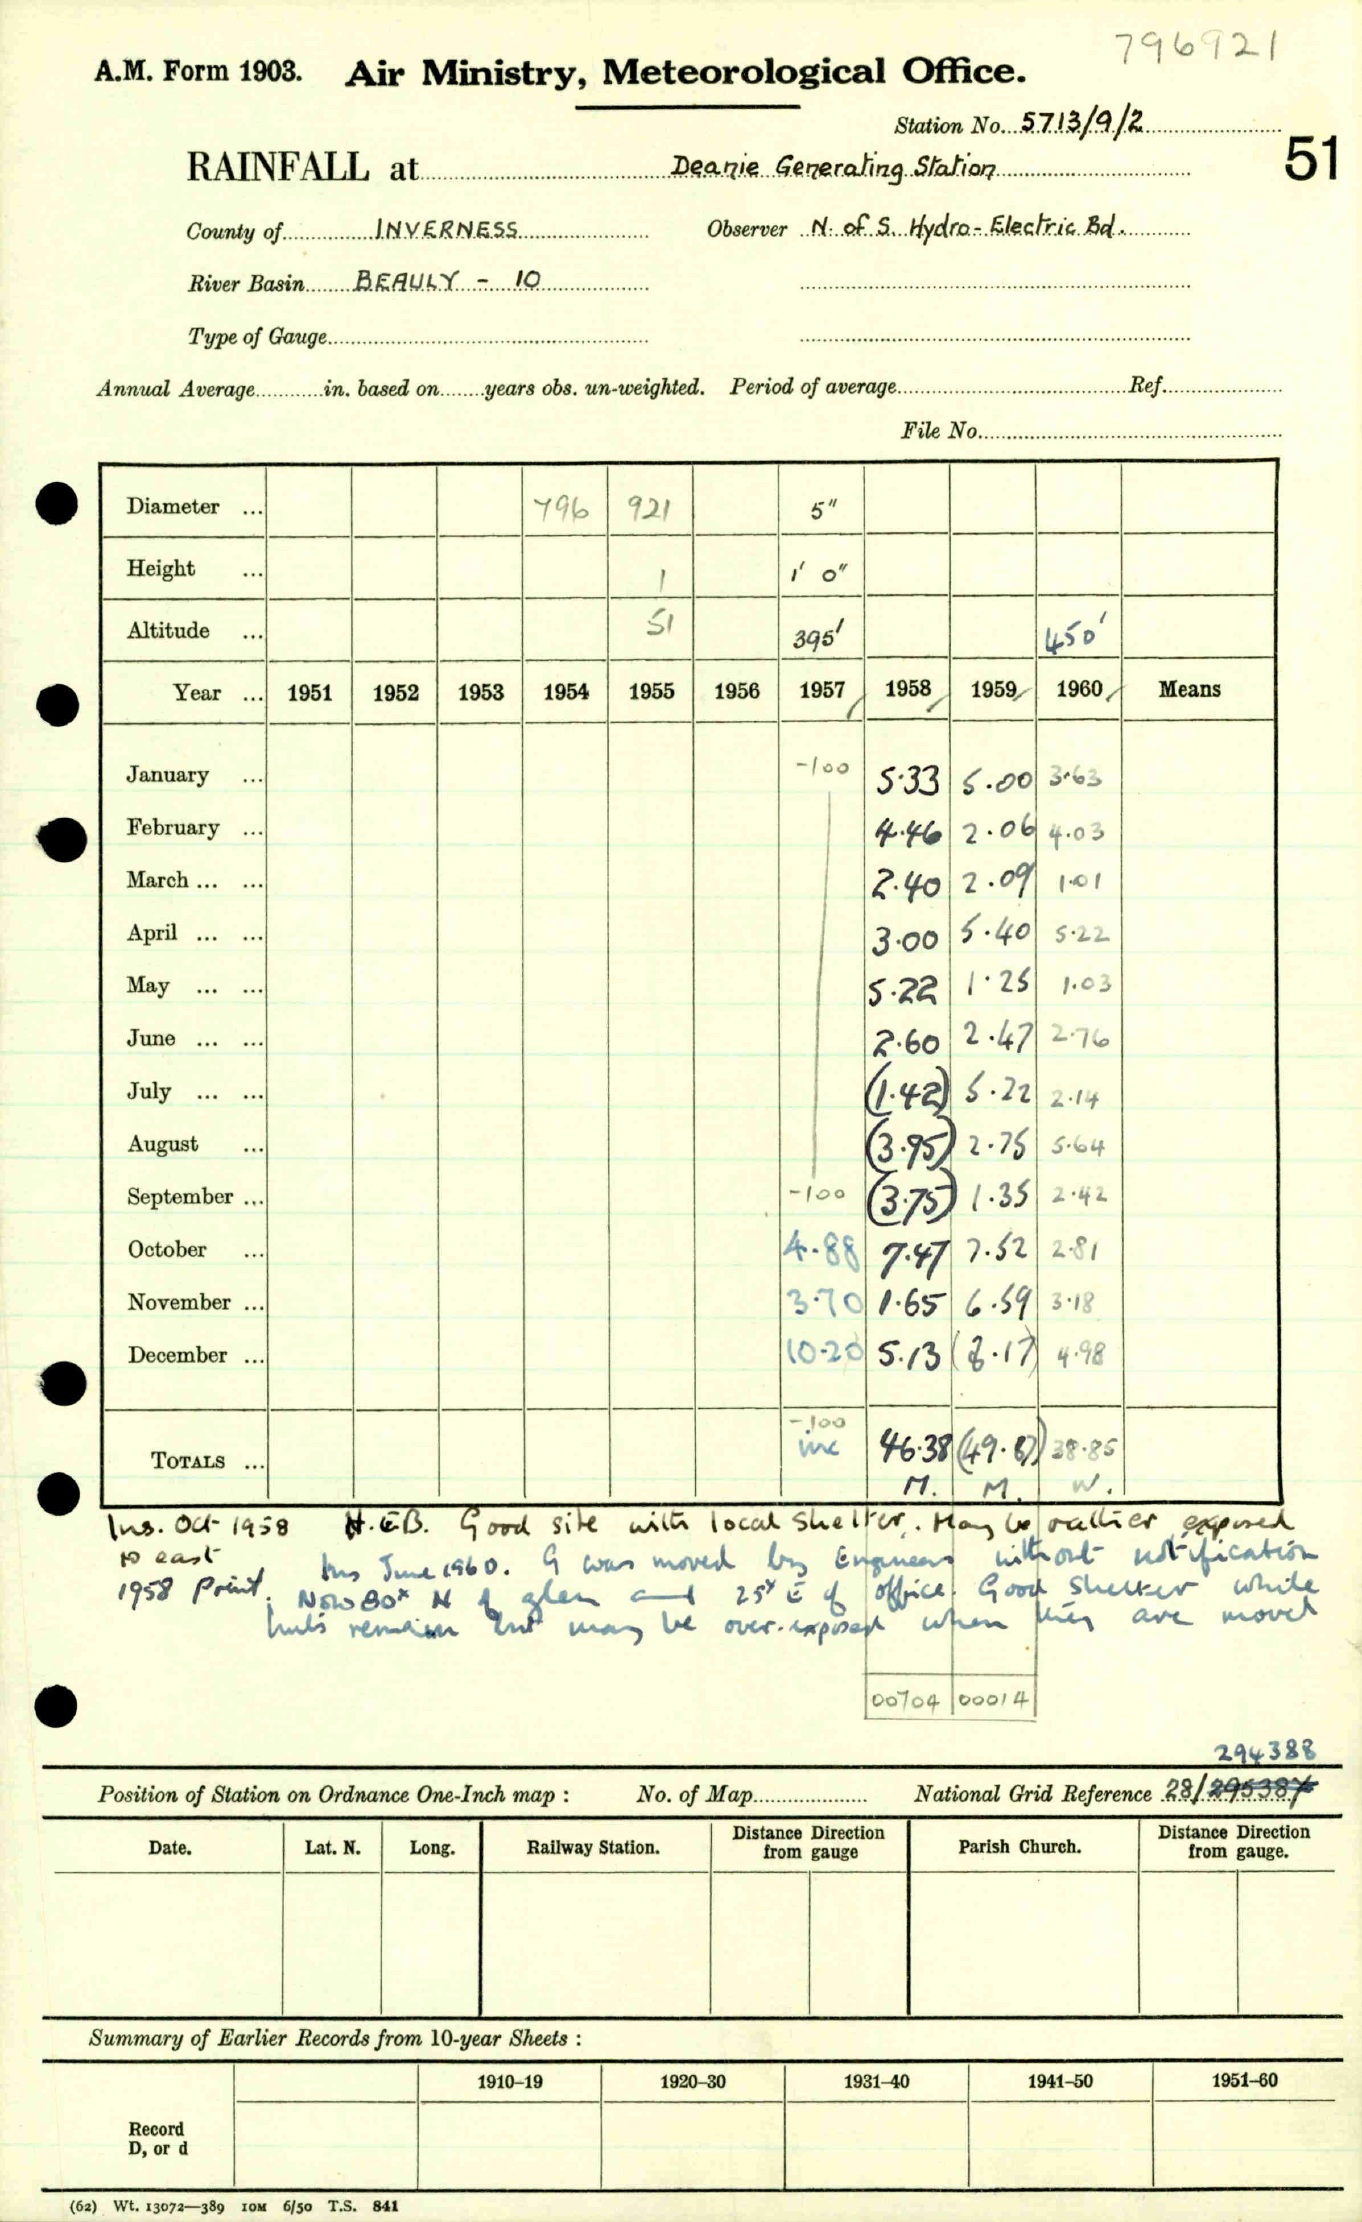 796921
A.M. Form 1903. Air Ministry, Meteorological Office.
Station No. 5713/9/2
51
RAINFALL at Deanie Generating Station
County of INVERNESS Observer N. of S. Hydro-Electric Bd.
River Basin BEAULY - 10
Type of Gauge
Annual Average in. based on years obs. un-weighted. Period of average Ref.
File No.
Diameter ... 796 921 5"
Height ... 1 1' 0"
Altitude ... 51 395' 450'
Year ... 1951 1952 1953 1954 1955 1956 1957 1958 1959 1960 Means
January ... -100 5.33 5.00 3.63
February ... 4.46 2.06 4.03
March ... ... 2.40 2.09 1.01
April ... ... 3.00 5.40 5.22
May ... ... 5.22 1.25 1.03
June ... ... 2.60 2.47 2.76
July ... ... (1.42) 5.22 2.14
August ... (3.95) 2.75 5.64
September ... -100 (3.75) 1.35 2.42
October ... 4.88 7.47 7.52 2.81
November ... 3.70 1.65 6.59 3.18
December ... 10.20 5.13 (8.17) 4.98
-100
TOTALS ... inc 46.38 (49.87) 38.85
M. M. W.
Ins. Oct 1958 H.E.B. Good site with local shelter. May be rather exposed
to east
Ins June 1960. G was moved by Engineers without notification
1958 Print.
Now 80ˣ N of glen and 25ˣ E of office. Good shelter while
huts remain but may be over-exposed when they are moved
00704 00014
294388
Position of Station on Ordnance One-Inch map : No. of Map National Grid Reference 28/295387
Date. Lat. N. Long. Railway Station. Distance Direction from gauge Parish Church. Distance Direction from gauge.
Summary of Earlier Records from 10-year Sheets :
1910–19 1920–30 1931–40 1941–50 1951–60
Record
D, or d
(62) Wt. 13072—389 10M 6/50 T.S. 841